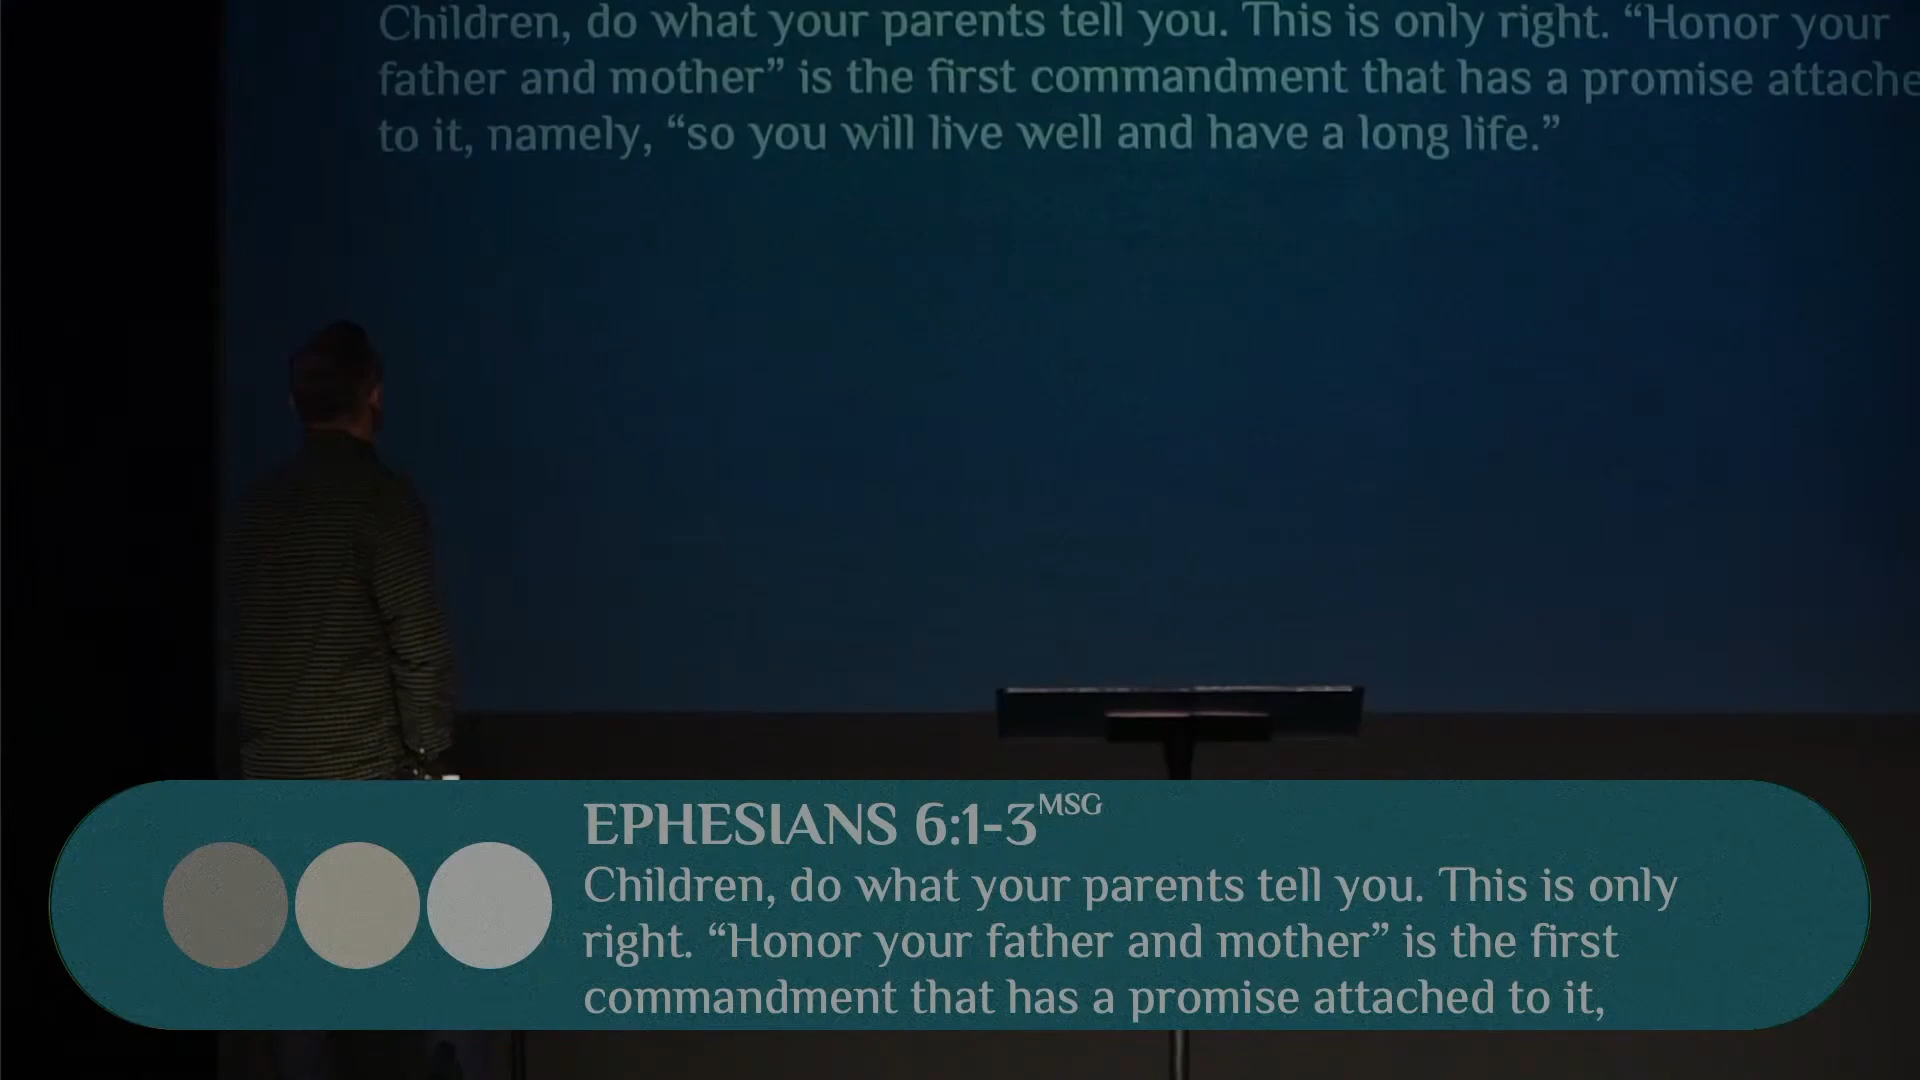 Children, do what your parents tell you. This is only right. “Honor your
father and mother” is the first commandment that has a promise attache
to it, namely, “so you will live well and have a long life.”
EPHESIANS 6:1-3MSG
Children, do what your parents tell you. This is only
right. “Honor your father and mother” is the first
commandment that has a promise attached to it,